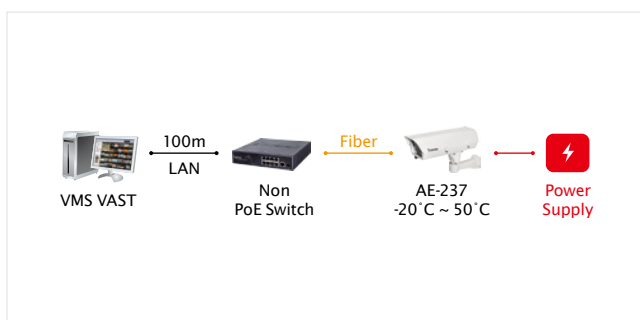 100m
LAN
Fiber
VMS VAST
Non
PoE Switch
AE-237
-20˚C ~ 50˚C
Power
Supply